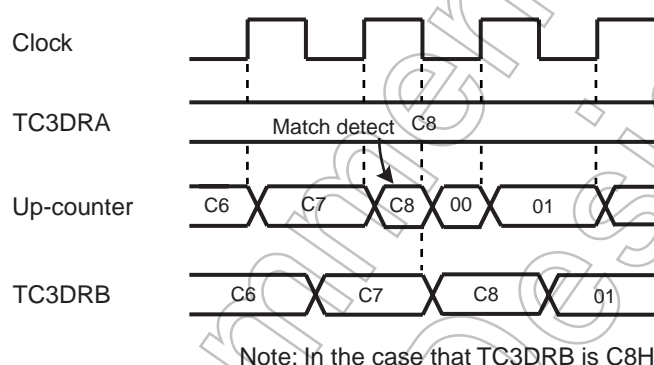 Clock
TC3DRA
Match detect C8
Up-counter C6 C7 C8 00 01
TC3DRB C6 C7 C8 01
Note: In the case that TC3DRB is C8H